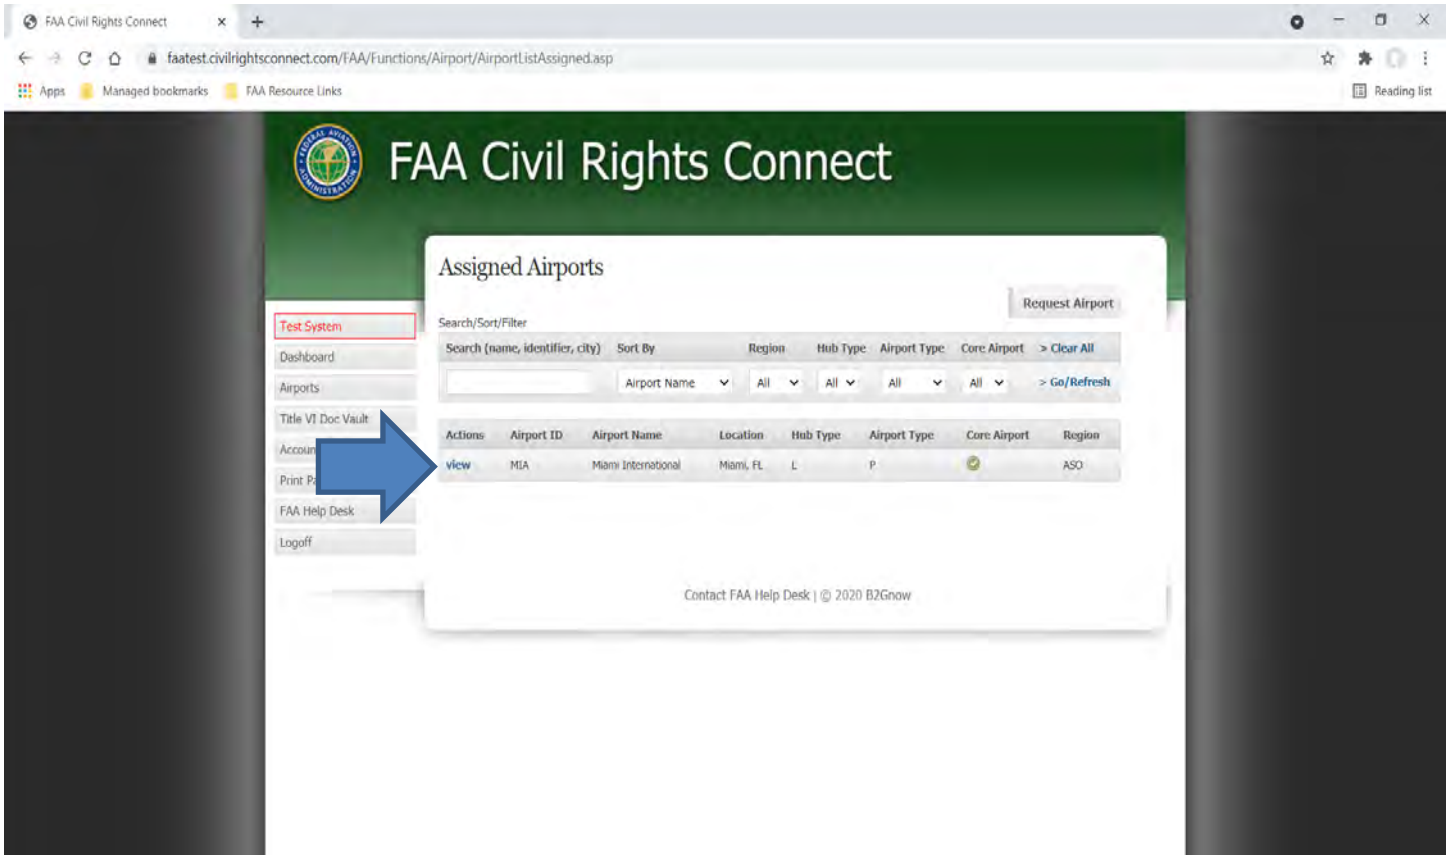 FAA Civil Rights Connect
faatest.civilrightsconnect.com/FAA/Functions/Airport/AirportListAssigned.asp
Apps Managed bookmarks FAA Resource Links Reading list
FEDERAL AVIATION ADMINISTRATION
FAA Civil Rights Connect
Assigned Airports
Request Airport
Test System
Dashboard
Airports
Title VI Doc Vault
Print
FAA Help Desk
Logoff
Search/Sort/Filter
Search (name, identifier, city) Sort By Region Hub Type Airport Type Core Airport > Clear All
Airport Name All All All All > Go/Refresh
Actions Airport ID Airport Name Location Hub Type Airport Type Core Airport Region
view MIA Miami International Miami, FL L P ASO
Contact FAA Help Desk | © 2020 B2Gnow